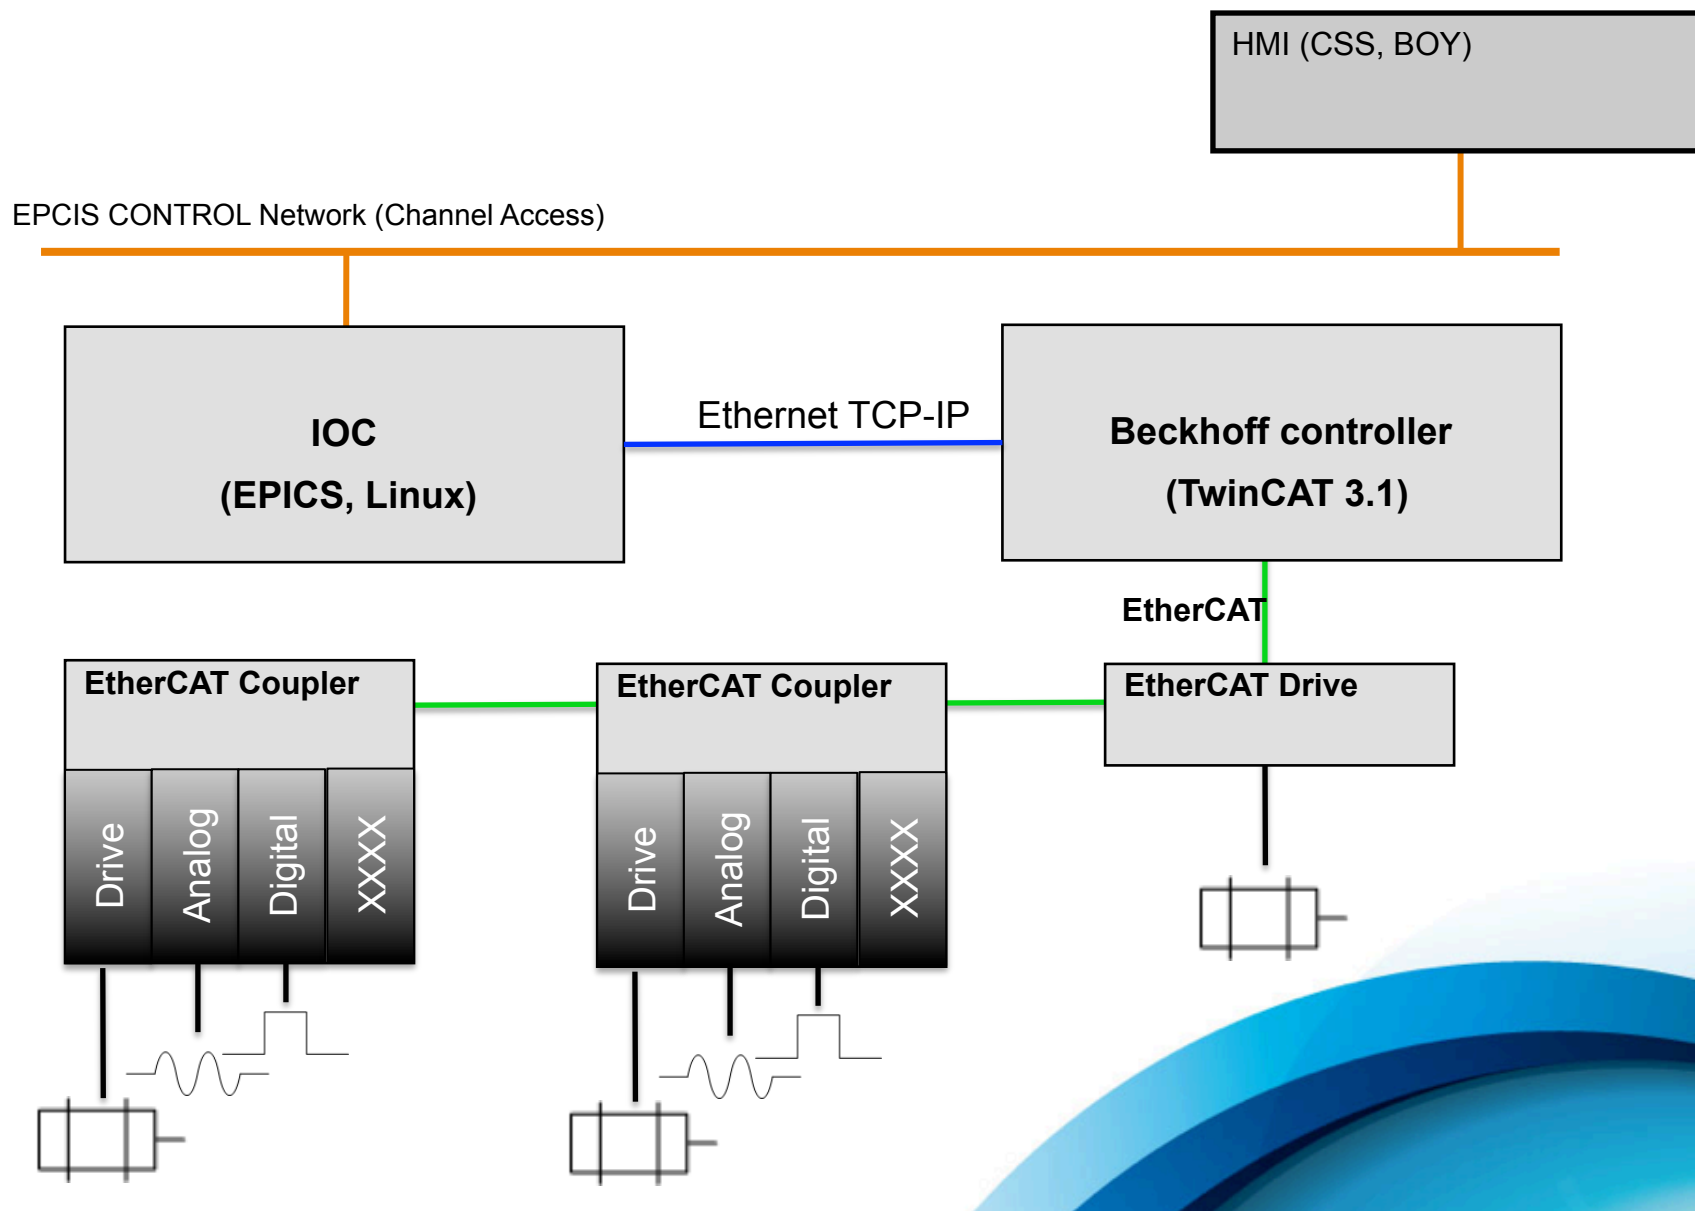 HMI (CSS, BOY)
EPCIS CONTROL Network (Channel Access)
IOC
(EPICS, Linux)
Ethernet TCP-IP
Beckhoff controller
(TwinCAT 3.1)
EtherCAT
EtherCAT Coupler
EtherCAT Coupler
EtherCAT Drive
Drive
Analog
Digital
XXXX
Drive
Analog
Digital
XXXX